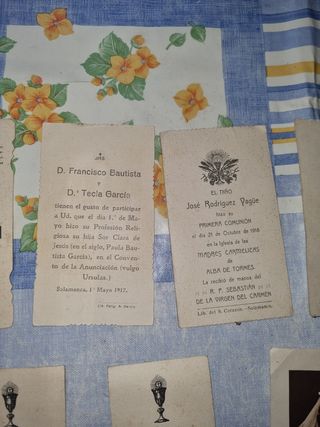 D. Francisco Bautista
Y
D.ª Tecla García
tienen el gusto de participar
a Ud. que el día 1.º de Ma-
yo hizo su Profesión Reli-
giosa su hija Sor Clara de
Jesús (en el siglo, Paula Bau-
tista García), en el Conven-
to de la Anunciación (vulgo
Ursulas.)
Salamanca, 1.º Mayo 1917.
EL NIÑO
José Rodríguez Yagüe
hizo su
PRIMERA COMUNIÓN
el día 21 de Octubre de 1918
en la Iglesia de las
MADRES CARMELITAS
DE
ALBA DE TORMES
La recibió de manos del
R. P. SEBASTIÁN
DE LA VIRGEN DEL CARMEN
Lib. del S. Corazón.-Salamanca.